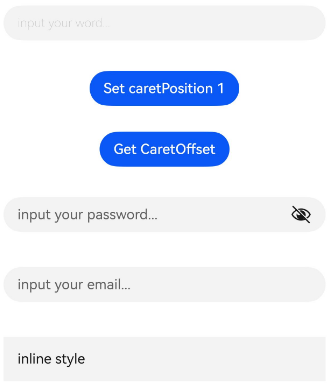 input your word...
Set caretPosition 1
Get CaretOffset
input your password...
input your email...
inline style